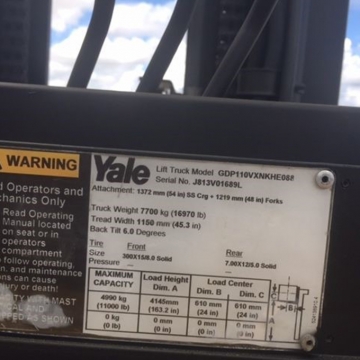 WARNING
Operators and
chanics Only
Read Operating
Manual located
on seat or in
operators
compartment
follow
and maintenance
can cause
injury or death!
WITH MAST
AS SHOWN
Yale
Lift Truck Model GDP110VXNKHE088
Serial No. J813V01689L
Attachment: 1372 mm (54 in) SS Crg + 1219 mm (48 in) Forks
Truck Weight 7700 kg (16970 lb)
Tread Width 1150 mm (45.3 in)
Back Tilt 6.0 Degrees
Tire Front Rear
Size 300X15/8.0 Solid 7.00X12/5.0 Solid
Pressure -- --
MAXIMUM CAPACITY
Load Height Dim. A
Load Center
Dim. B Dim. C
4990 kg (11000 lb) 4145mm (163.2 in) 610 mm (24 in) 610 mm (24 in)
0 kg (0 lb) 0 mm (0 in) 0 mm (0 in) 0 mm (0 in)
A
B
C